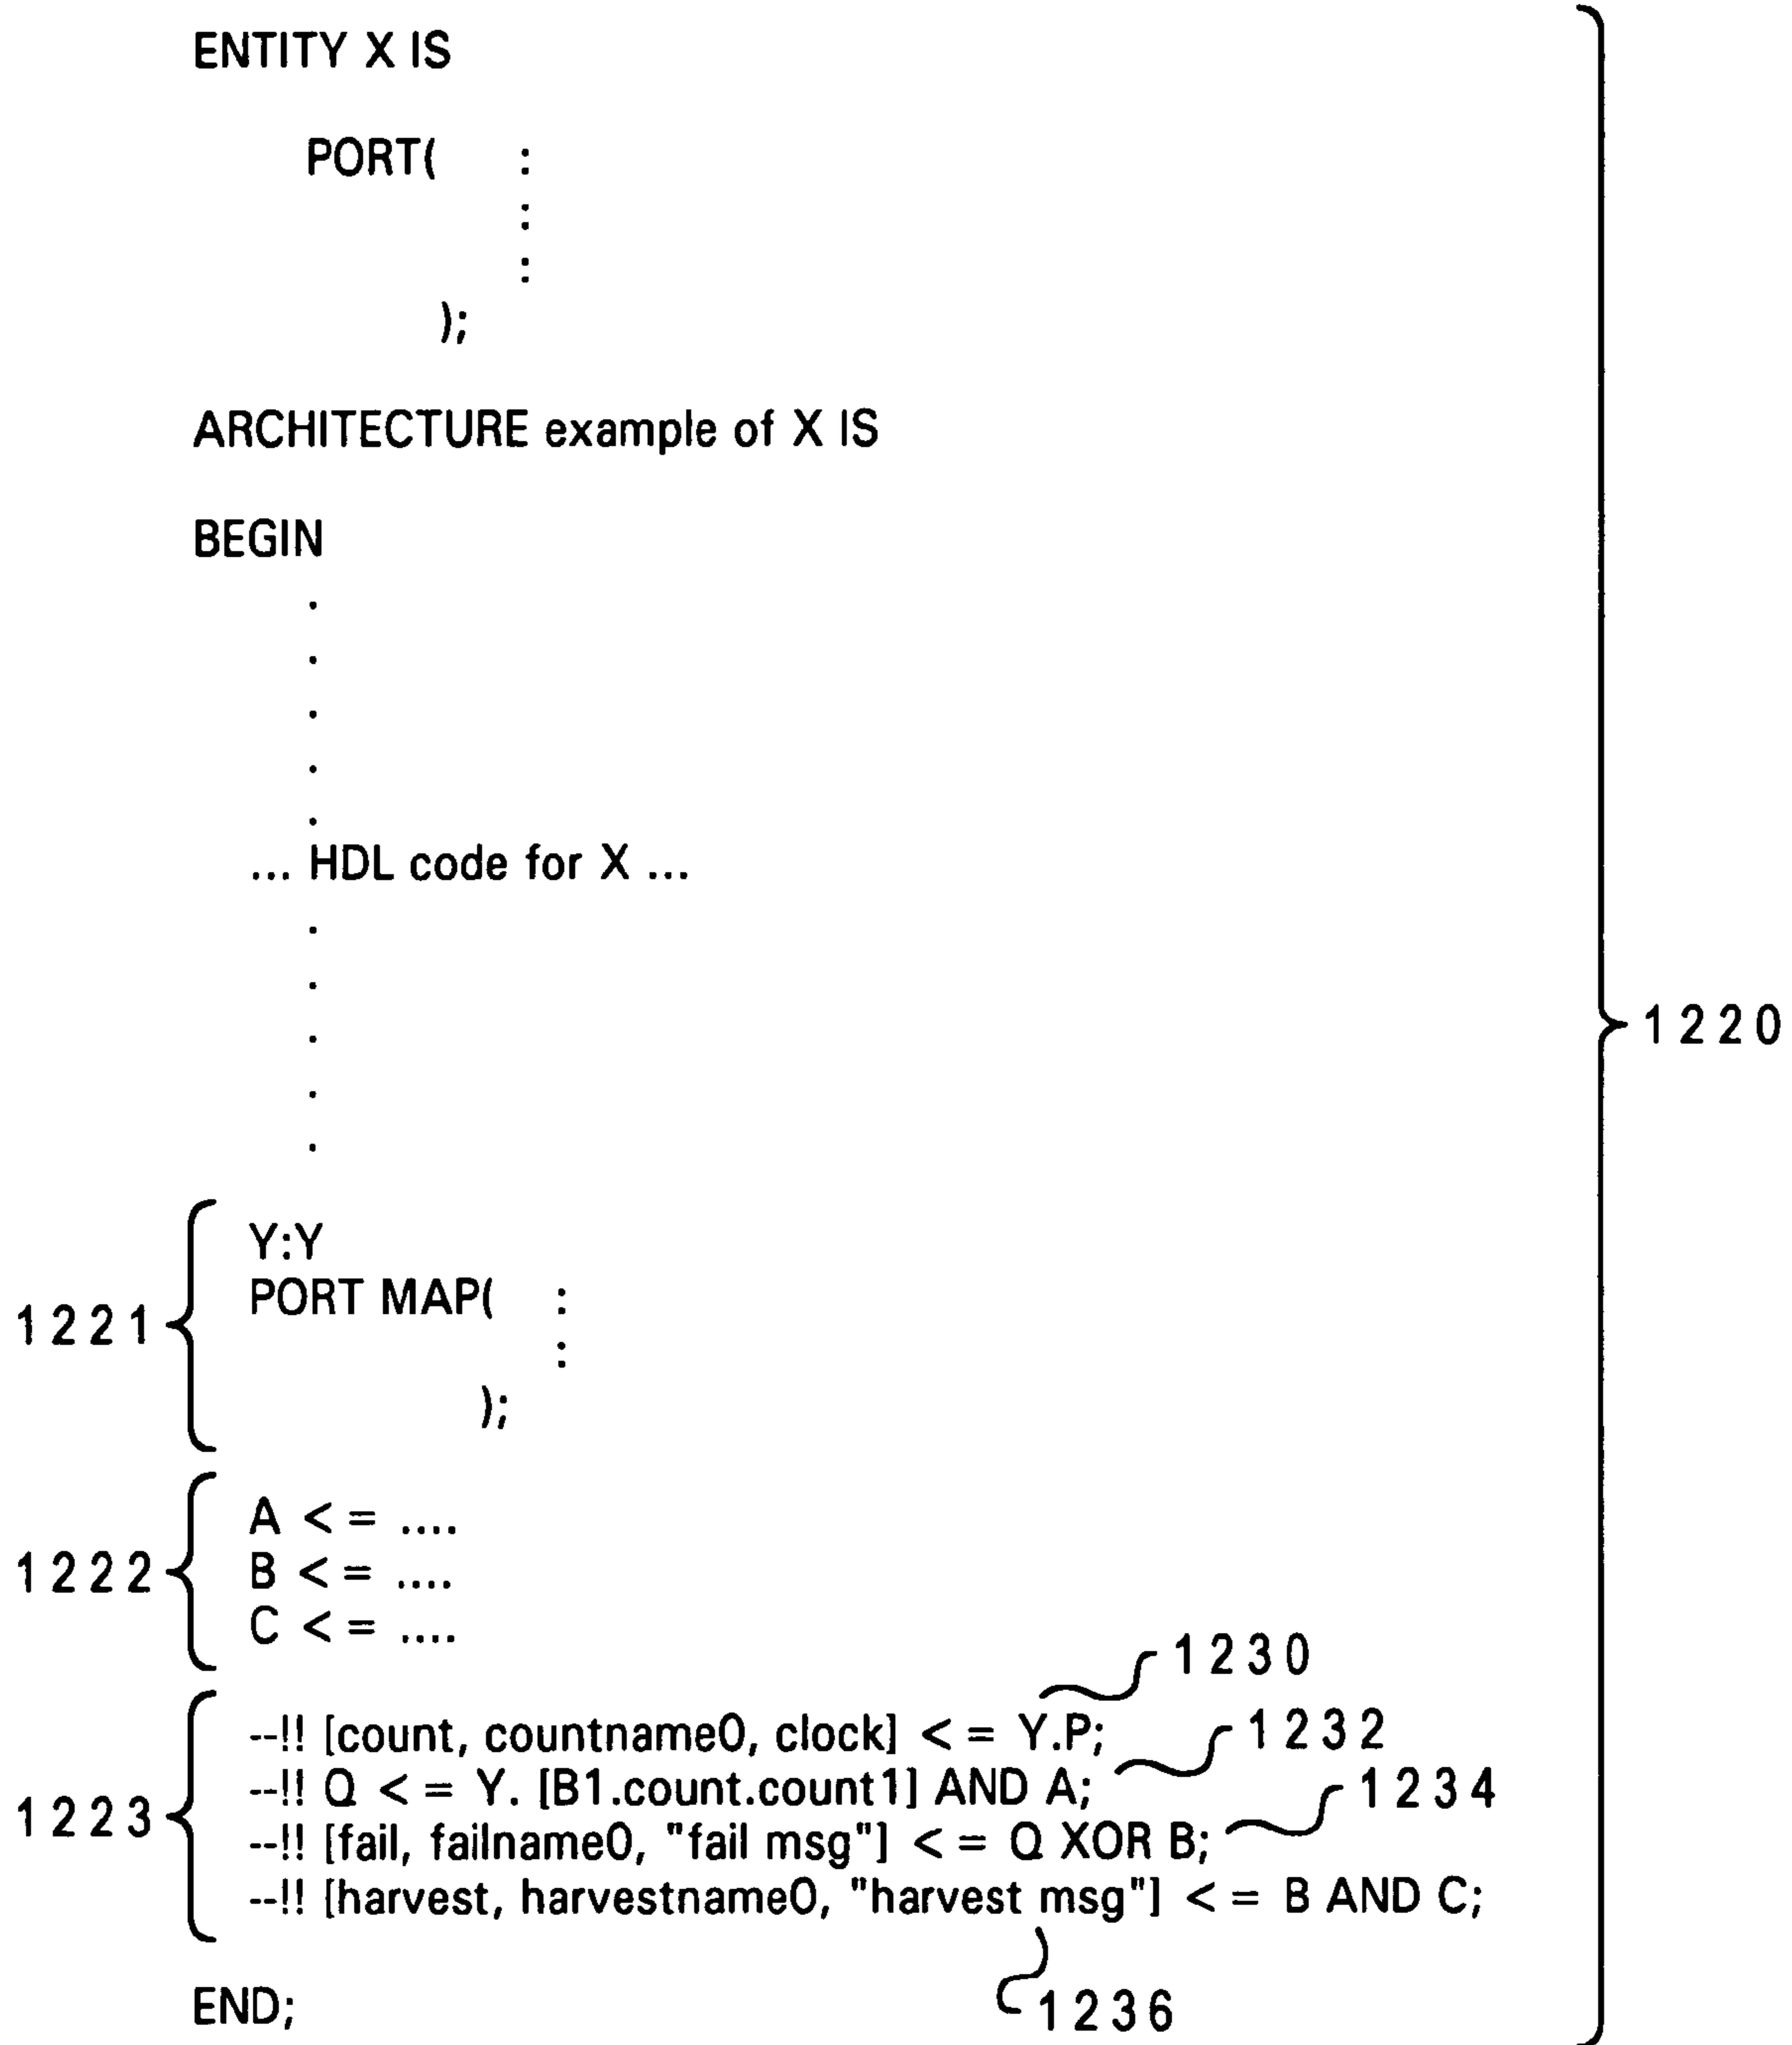 ENTITY X IS
PORT( :
:
:
);
ARCHITECTURE example of X IS
BEGIN
.
.
.
.
.
... HDL code for X ...
.
.
.
.
.
1220
Y:Y
PORT MAP( :
1221
:
);
A < = ....
1222 B < = ....
C < = ....
1230
--!! [count, countname0, clock] < = Y.P; 1232
--!! Q < = Y. [B1.count.count1] AND A; 1234
1223
--!! [fail, failname0, "fail msg"] < = Q XOR B;
--!! [harvest, harvestname0, "harvest msg"] < = B AND C;
END; 1236